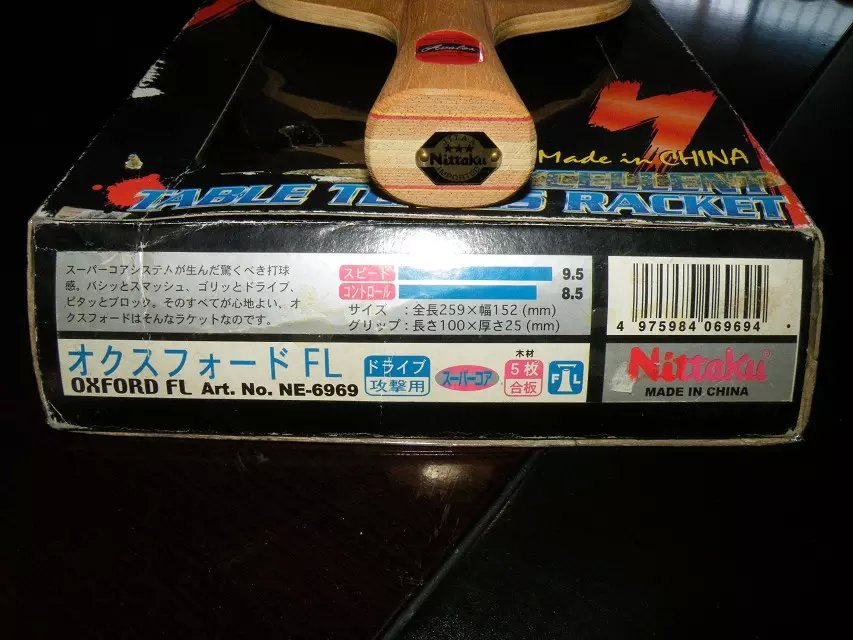 Avalox
J.T.T.A.A.
★★★
Nittaku
IMPORTED
Made in CHINA
EXCELLENT
TABLE TENNIS RACKET
スーパーコアシステムが生んだ驚くべき打球
感。バシッとスマッシュ、ゴリッとドライブ、
ピタッとブロック。そのすべてが心地よい、オ
クスフォードはそんなラケットなのです。
スピード 9.5
コントロール 8.5
サイズ :全長259×幅152 (mm)
グリップ:長さ100×厚さ25 (mm)
4 975984 069694
オクスフォード FL
OXFORD FL Art. No. NE-6969
ドライブ
攻撃用
スーパーコア
木材
5枚
合板
FL
Nittaku
MADE IN CHINA